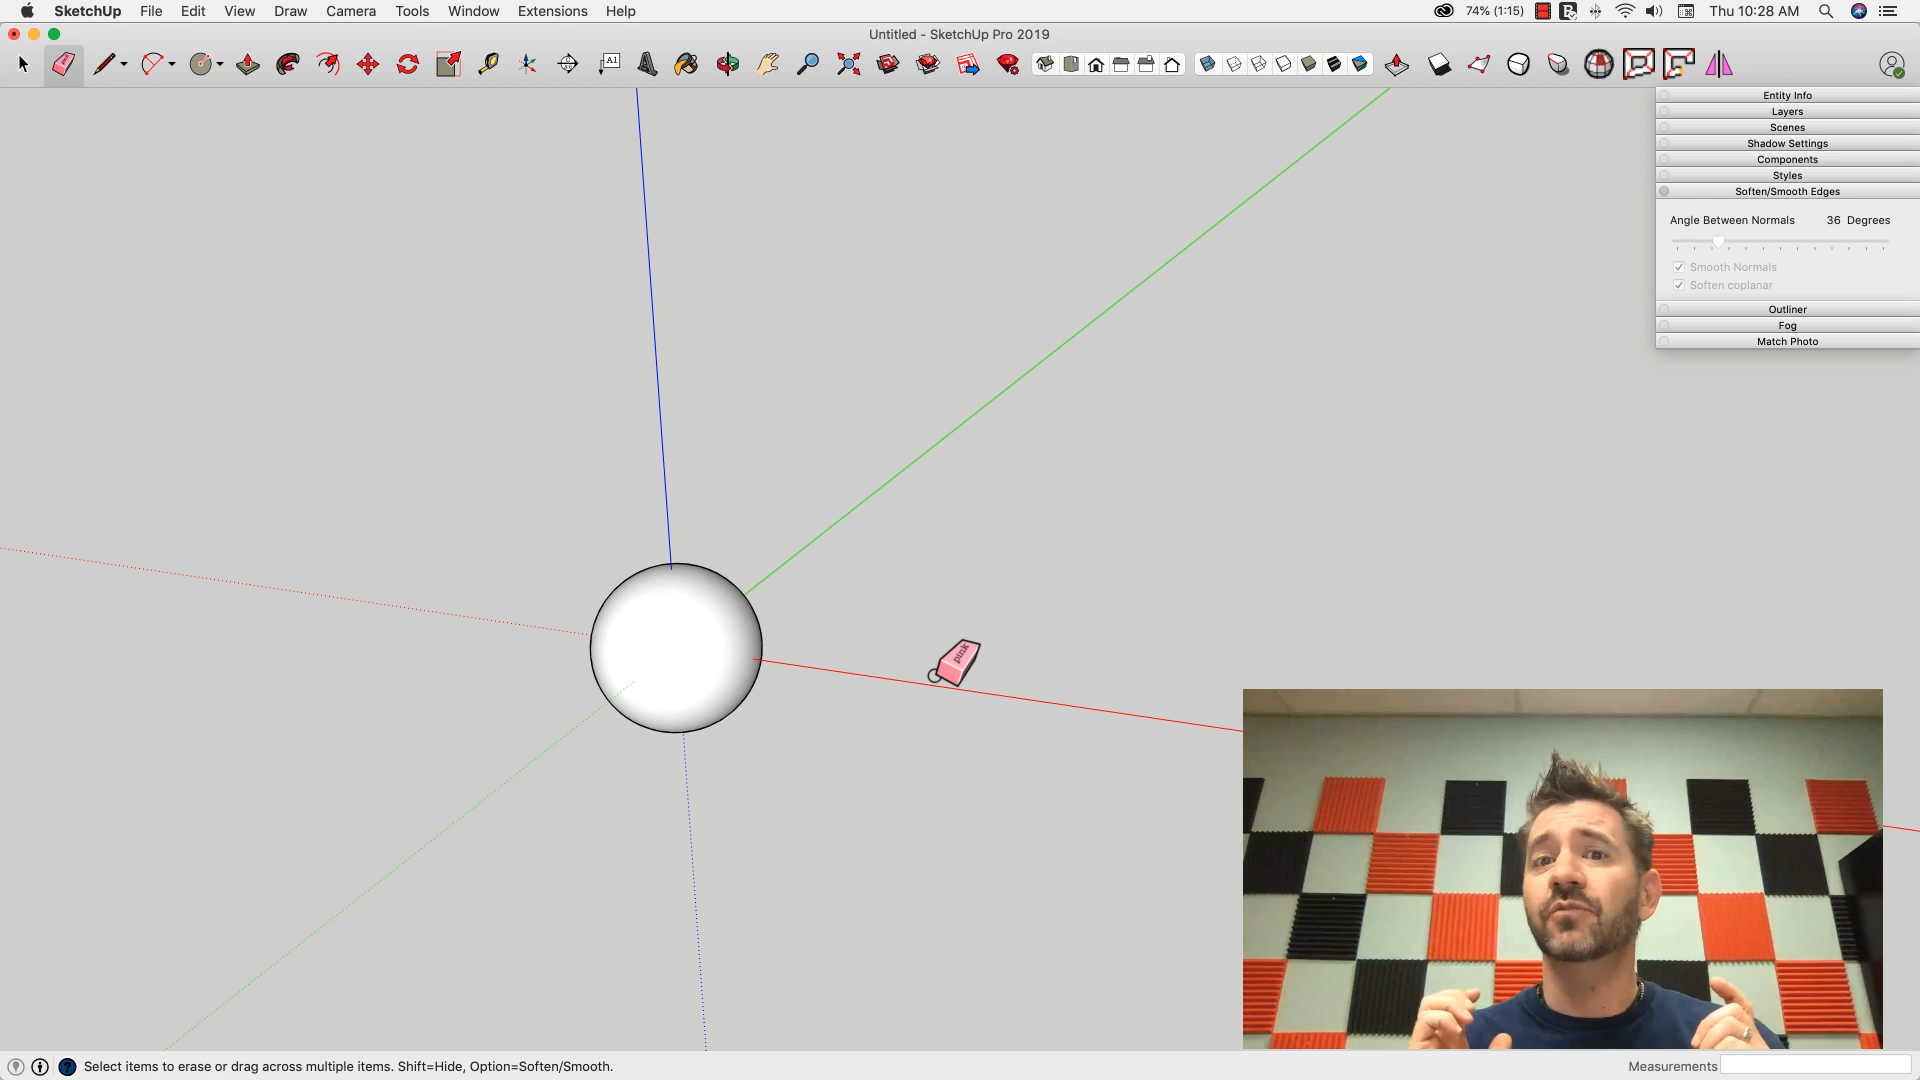 SketchUp File Edit View Draw Camera Tools Window Extensions Help 74% (1:15) Thu 10:28 AM
Untitled - SketchUp Pro 2019
A1
Entity Info
Layers
Scenes
Shadow Settings
Components
Styles
Soften/Smooth Edges
Angle Between Normals 36 Degrees
Smooth Normals
Soften coplanar
Outliner
Fog
Match Photo
pink
Select items to erase or drag across multiple items. Shift=Hide, Option=Soften/Smooth.
Measurements